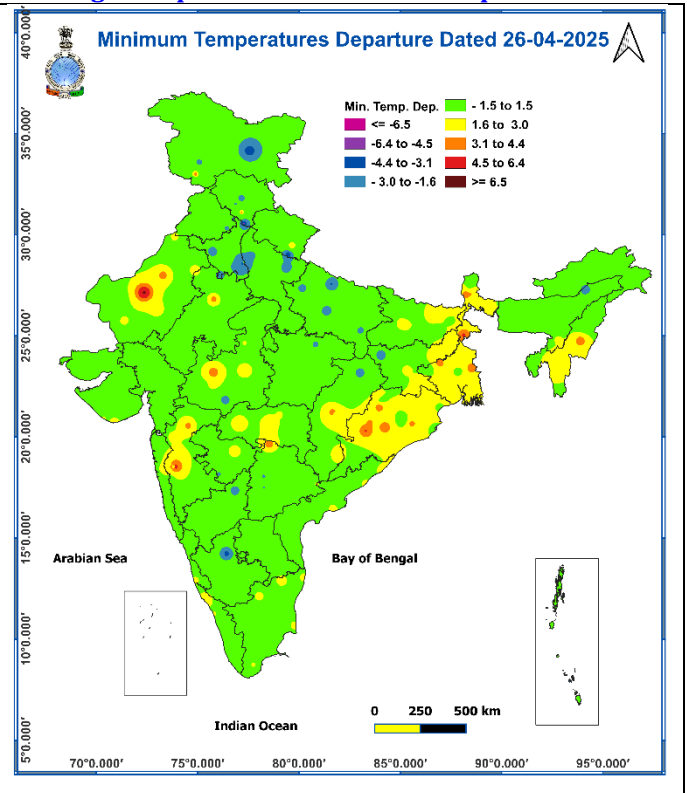 Minimum Temperatures Departure Dated 26-04-2025
Min. Temp. Dep.
<= -6.5
-6.4 to -4.5
-4.4 to -3.1
- 3.0 to -1.6
- 1.5 to 1.5
1.6 to 3.0
3.1 to 4.4
4.5 to 6.4
>= 6.5
40°0.000'
35°0.000'
30°0.000'
25°0.000'
20°0.000'
15°0.000'
10°0.000'
5°0.000'
Arabian Sea
Bay of Bengal
Indian Ocean
0 250 500 km
70°0.000' 75°0.000' 80°0.000' 85°0.000' 90°0.000' 95°0.000'